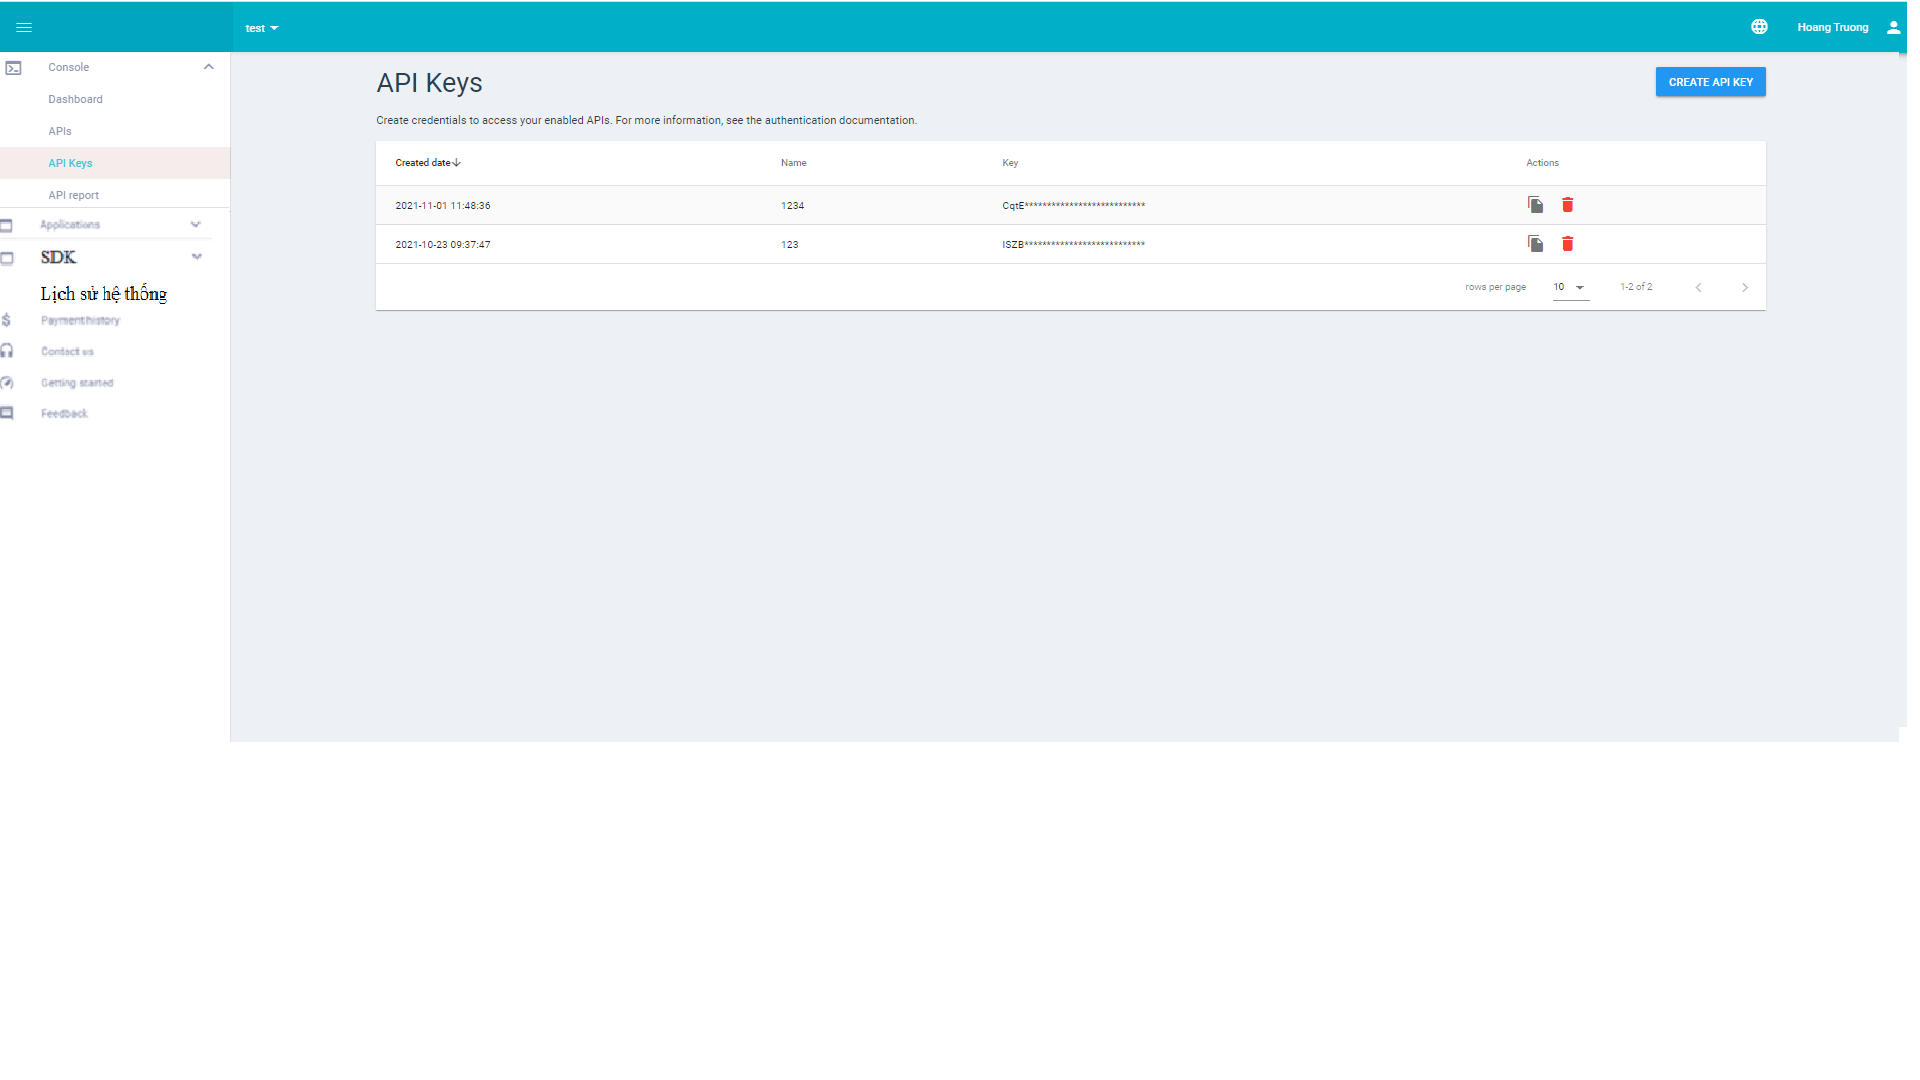 test
Hoang Truong
Console
Dashboard
APIs
API Keys
API report
Applications
SDK
Lịch sử hệ thống
Payment history
Contact us
Getting started
Feedback
API Keys
CREATE API KEY
Create credentials to access your enabled APIs. For more information, see the authentication documentation.
Created date Name Key Actions
2021-11-01 11:48:36 1234 CqtE****************************
2021-10-23 09:37:47 123 ISZB****************************
rows per page 10 1-2 of 2